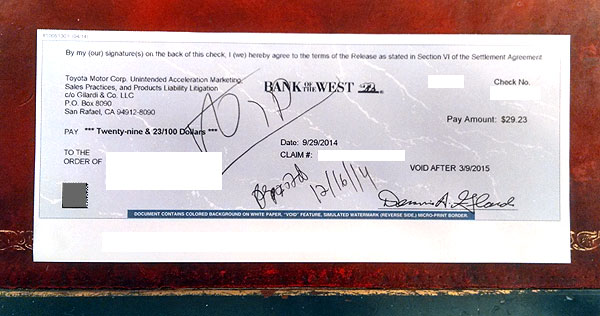 By my (our) signature(s) on the back of this check, I (we) hereby agree to the terms of the Release as stated in Section VI of the Settlement Agreement
Toyota Motor Corp. Unintended Acceleration Marketing,
Sales Practices, and Products Liability Litigation
c/o Gilardi & Co. LLC
P.O. Box 8090
San Rafael, CA 94912-8090
BANK OF THE WEST
Check No.
Pay Amount: $29.23
PAY *** Twenty-nine & 23/100 Dollars ***
Date: 9/29/2014
CLAIM #:
TO THE
ORDER OF
VOID AFTER 3/9/2015
12/16/14
Dennis A. Gilardi
DOCUMENT CONTAINS COLORED BACKGROUND ON WHITE PAPER, "VOID" FEATURE, SIMULATED WATERMARK (REVERSE SIDE,) MICRO-PRINT BORDER.